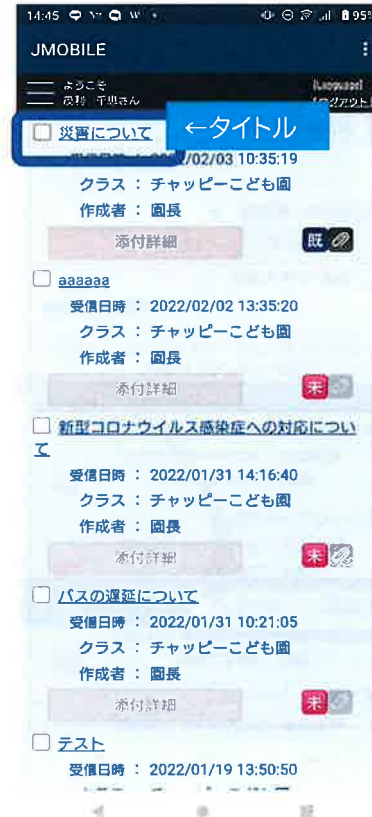 14:45
95%
JMOBILE
ようこそ
さん
災害について
←タイトル
/02/03 10:35:19
クラス : チャッピーこども園
作成者 : 園長
添付詳細
既
aaaaaa
受信日時 : 2022/02/02 13:35:20
クラス : チャッピーこども園
作成者 : 園長
添付詳細
未
新型コロナウイルス感染症への対応につい
て
受信日時 : 2022/01/31 14:16:40
クラス : チャッピーこども園
作成者 : 園長
添付詳細
未
バスの遅延について
受信日時 : 2022/01/31 10:21:05
クラス : チャッピーこども園
作成者 : 園長
添付詳細
未
テスト
受信日時 : 2022/01/19 13:50:50